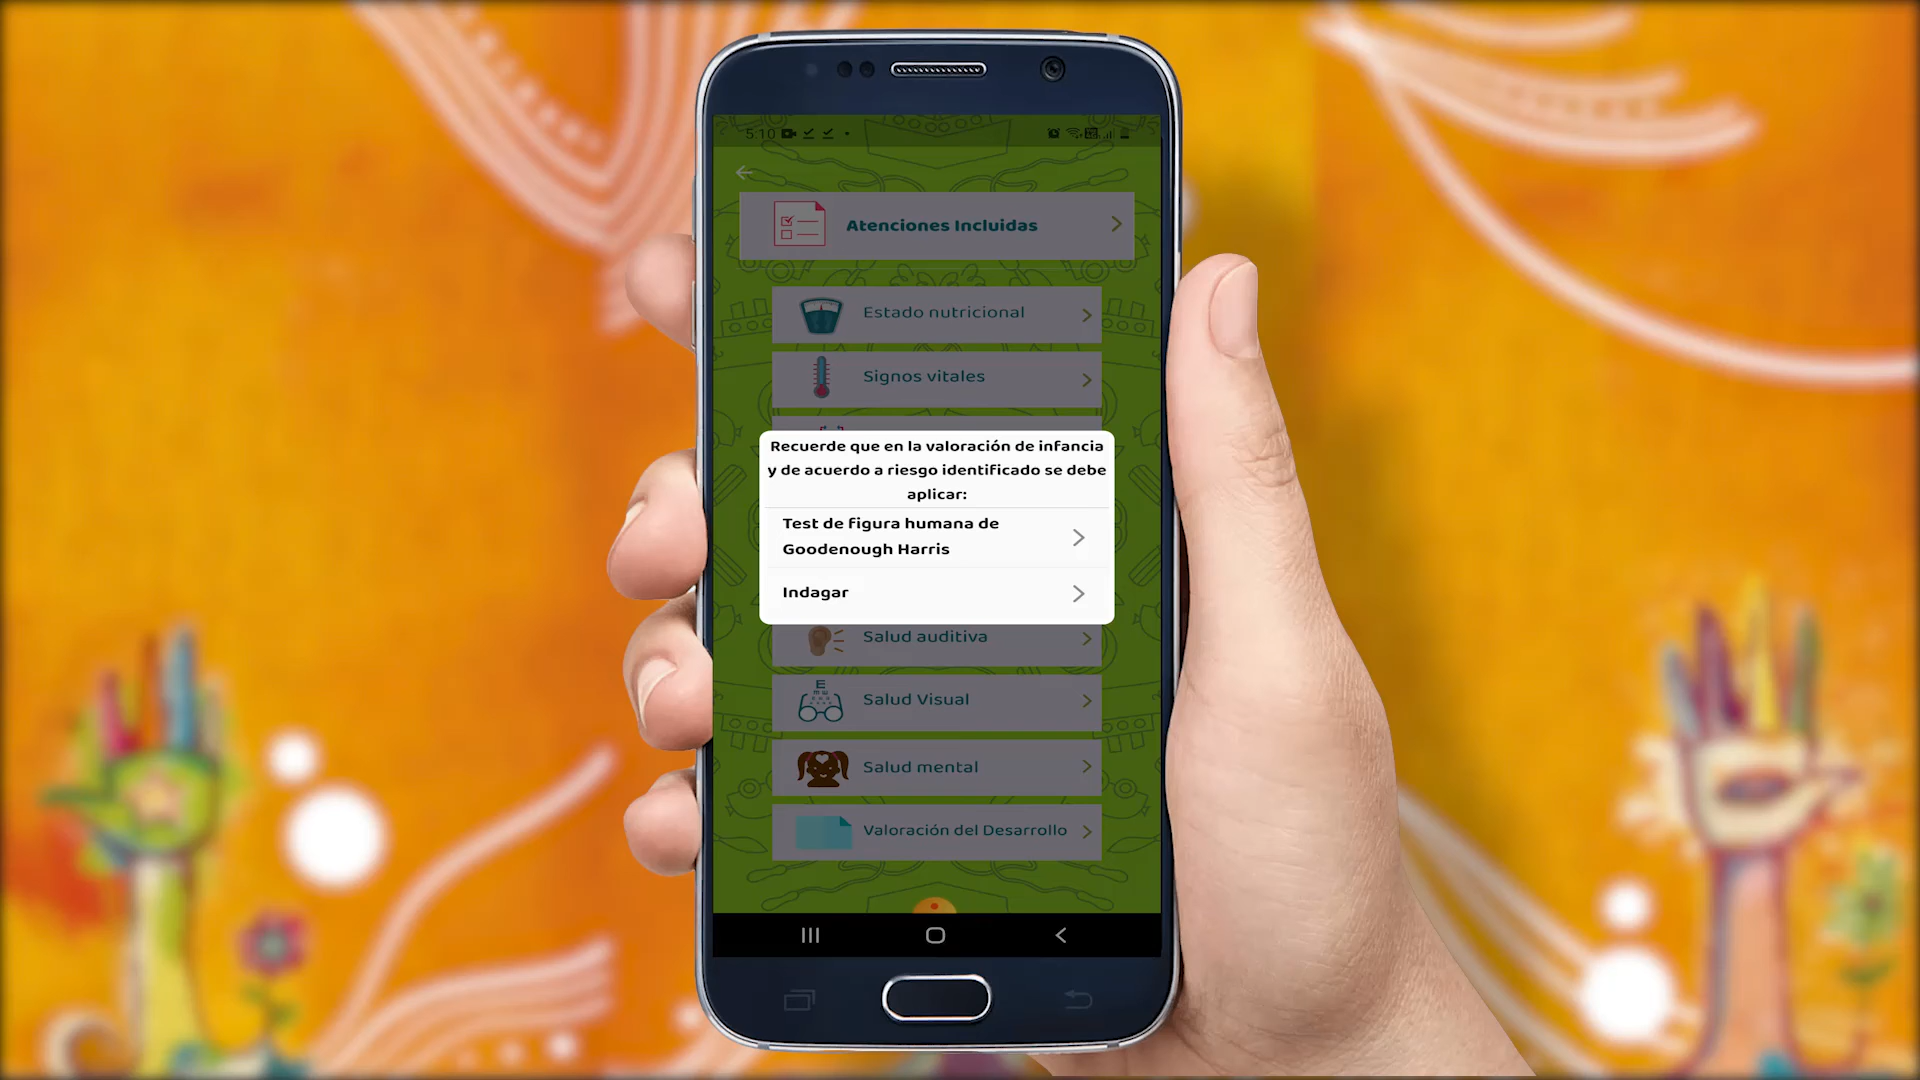 5:10
Atenciones Incluidas
Estado nutricional
Signos vitales
Recuerde que en la valoración de infancia
y de acuerdo a riesgo identificado se debe
aplicar:
Test de figura humana de
Goodenough Harris
Indagar
Salud auditiva
E
Salud Visual
Salud mental
Valoración del Desarrollo